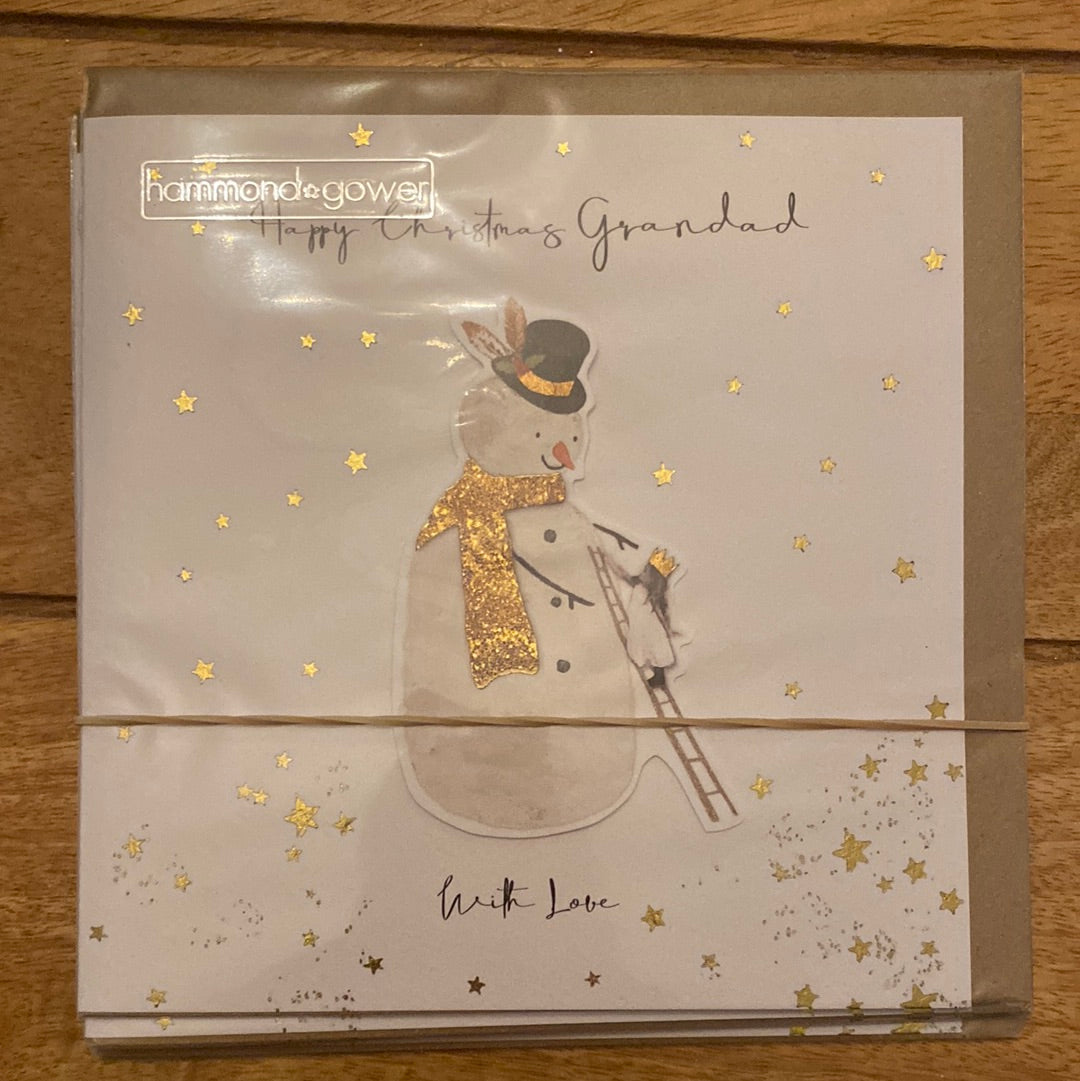 hammond gower
Happy Christmas Grandad
With Love